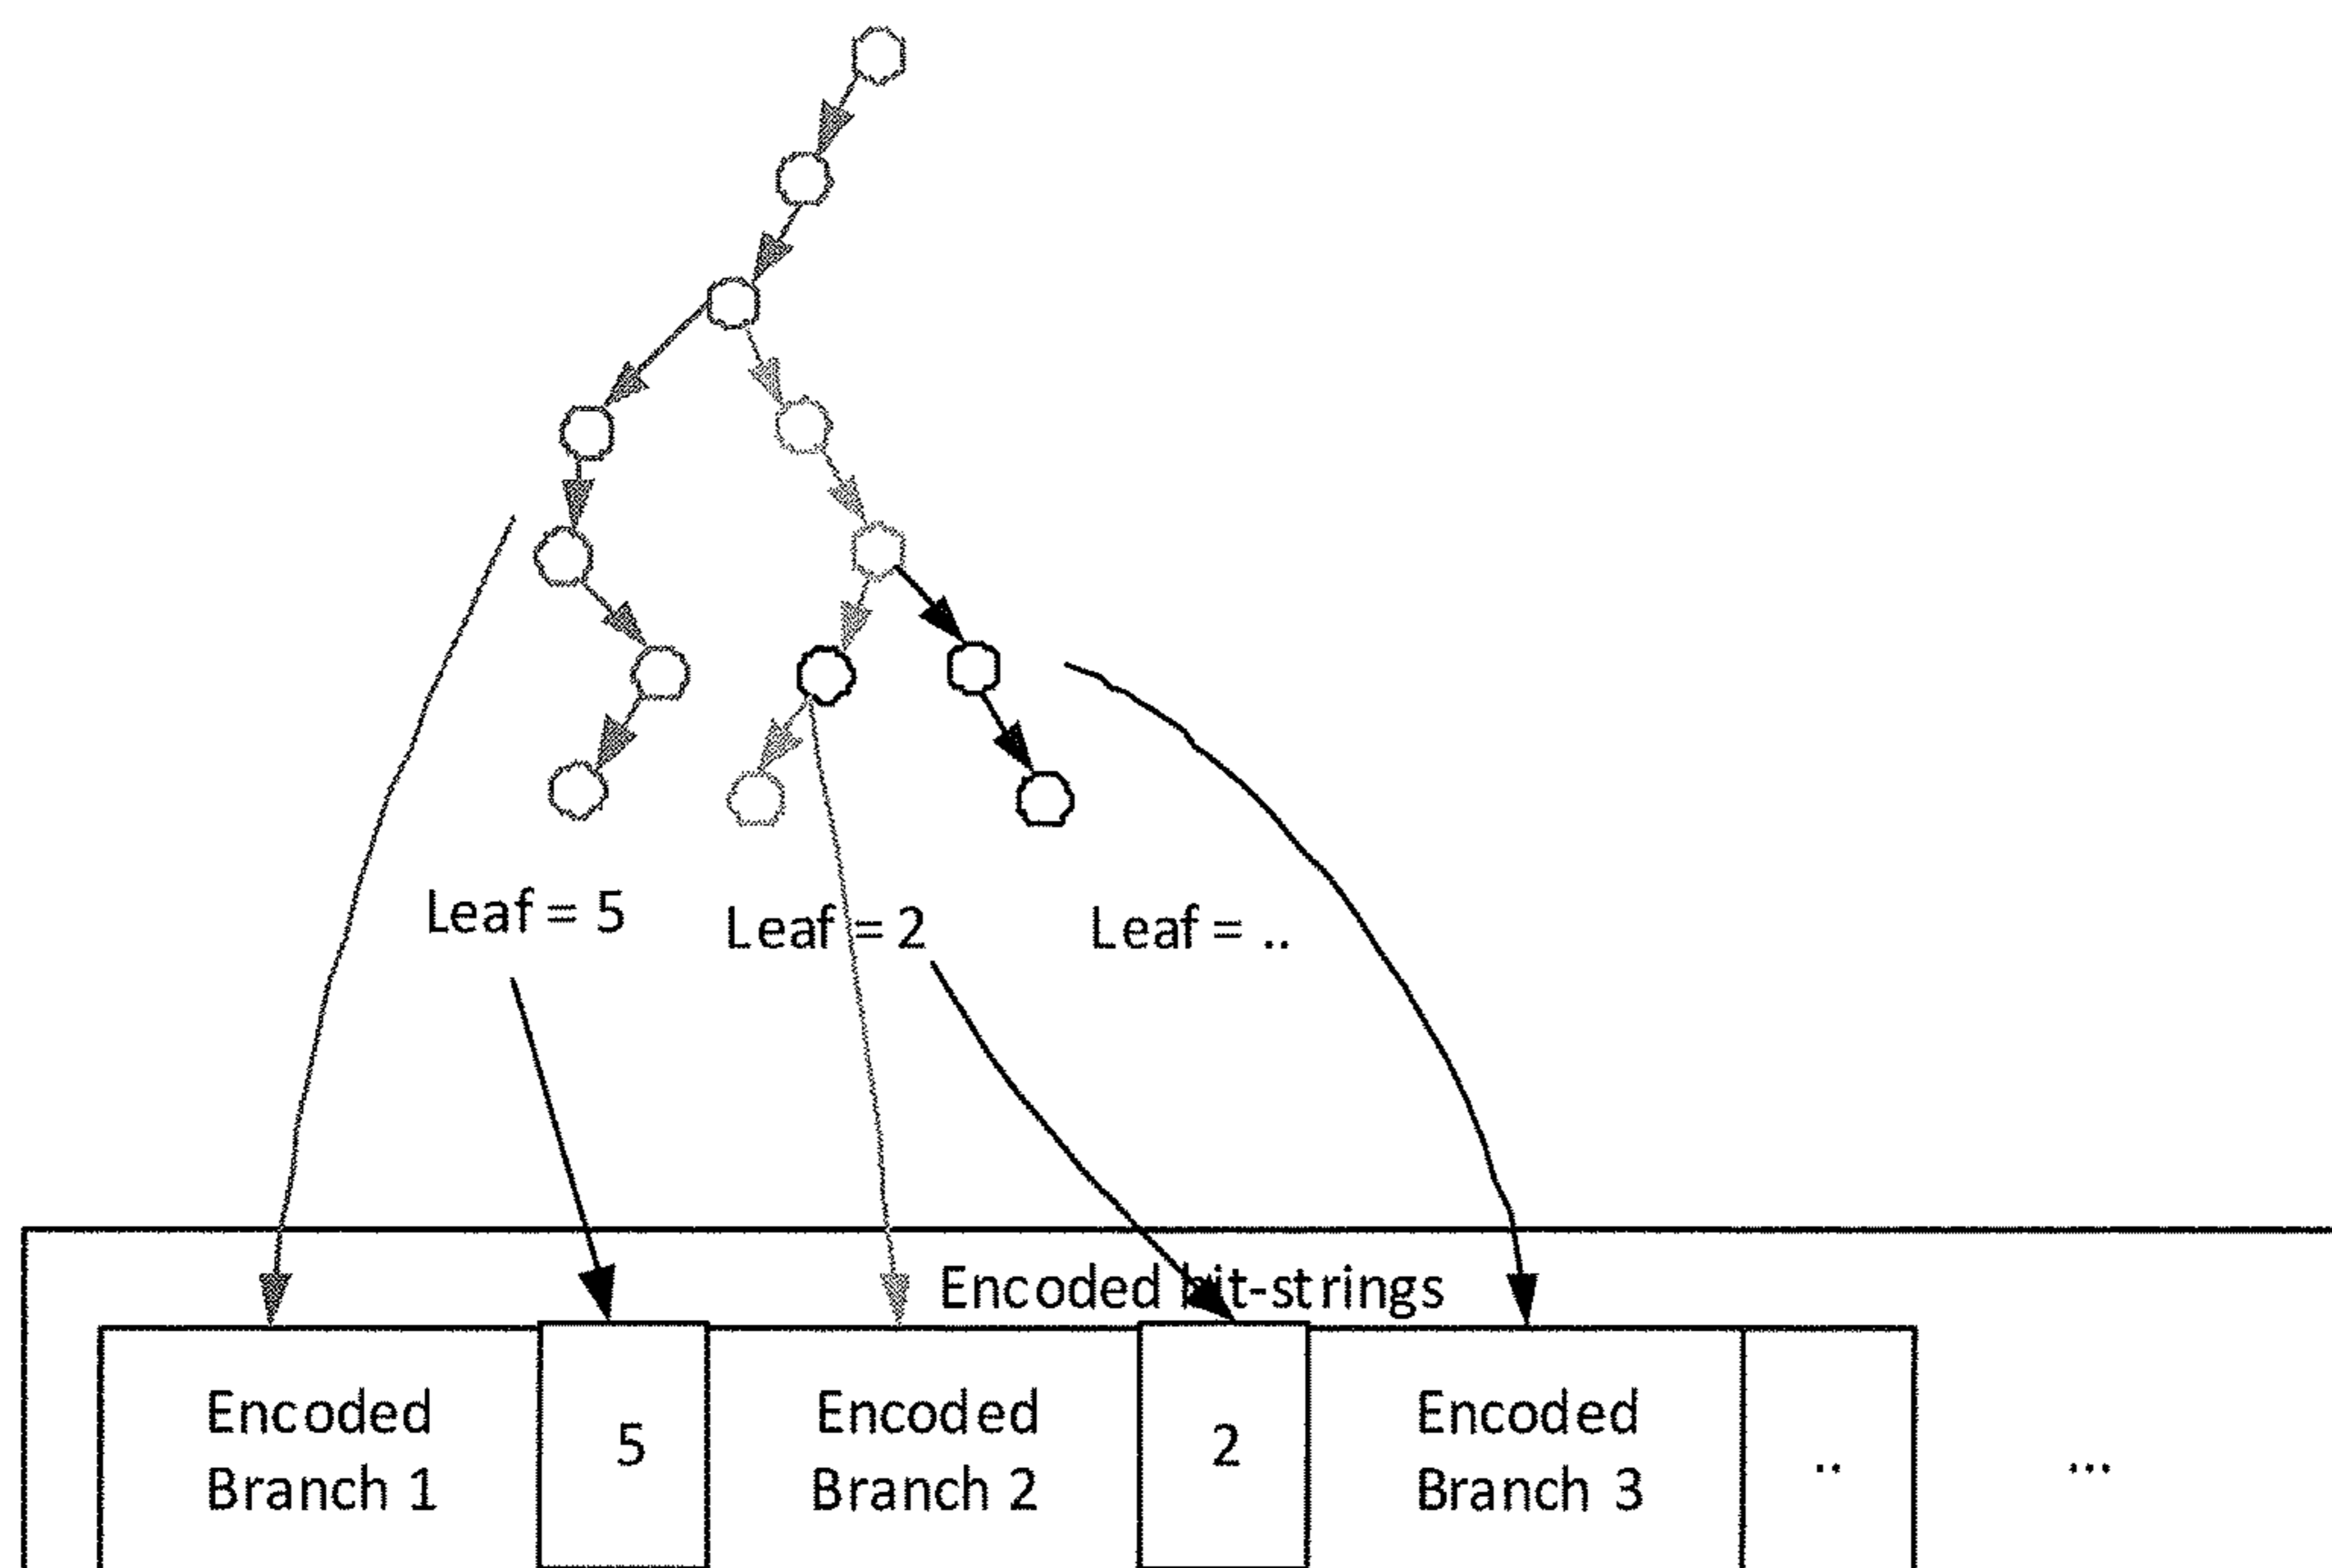 Leaf = 5
Leaf = 2
Leaf = ..
Encoded bit-strings
Encoded
Branch 1
5
Encoded
Branch 2
2
Encoded
Branch 3
..
...